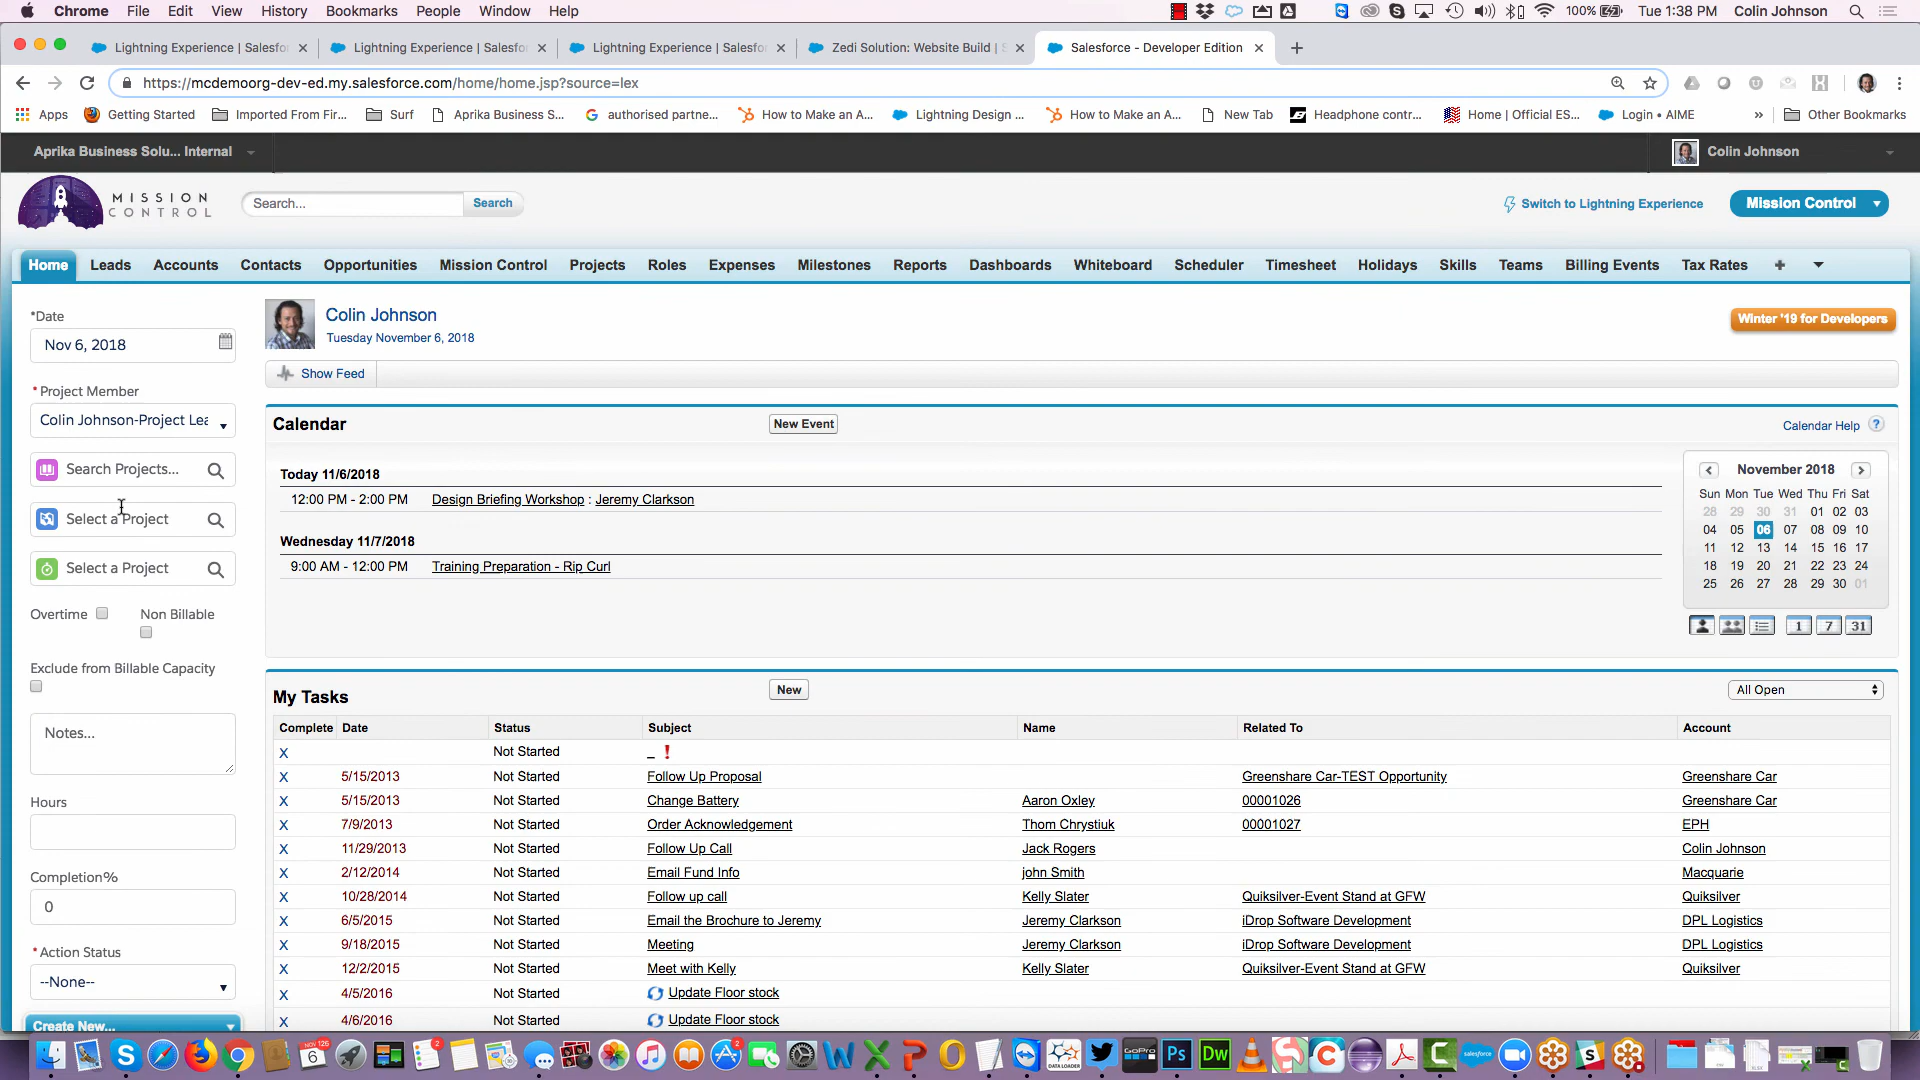 Chrome File Edit View History Bookmarks People Window Help 100% Tue 1:38 PM Colin Johnson
Lightning Experience | Salesfor Lightning Experience | Salesfor Lightning Experience | Salesfor Zedi Solution: Website Build | S Salesforce - Developer Edition
https://mcdemoorg-dev-ed.my.salesforce.com/home/home.jsp?source=lex
Apps Getting Started Imported From Fir... Surf Aprika Business S... authorised partne... How to Make an A... Lightning Design ... How to Make an A... New Tab Headphone contr... Home | Official ES... Login • AIME » Other Bookmarks
Aprika Business Solu... Internal Colin Johnson
MISSION CONTROL Search... Search Switch to Lightning Experience Mission Control
Home Leads Accounts Contacts Opportunities Mission Control Projects Roles Expenses Milestones Reports Dashboards Whiteboard Scheduler Timesheet Holidays Skills Teams Billing Events Tax Rates +
*Date
Nov 6, 2018
* Project Member
Colin Johnson-Project Lea
Search Projects...
Select a Project
Select a Project
Overtime Non Billable
Exclude from Billable Capacity
Notes...
Hours
Completion%
0
* Action Status
--None--
Create New...
Colin Johnson
Tuesday November 6, 2018
Winter '19 for Developers
Show Feed
Calendar New Event Calendar Help ?
Today 11/6/2018
12:00 PM - 2:00 PM Design Briefing Workshop : Jeremy Clarkson
Wednesday 11/7/2018
9:00 AM - 12:00 PM Training Preparation - Rip Curl
November 2018
Sun Mon Tue Wed Thu Fri Sat
28 29 30 31 01 02 03
04 05 06 07 08 09 10
11 12 13 14 15 16 17
18 19 20 21 22 23 24
25 26 27 28 29 30 01
1 7 31
My Tasks New All Open
Complete Date Status Subject Name Related To Account
X Not Started _ !
X 5/15/2013 Not Started Follow Up Proposal Greenshare Car-TEST Opportunity Greenshare Car
X 5/15/2013 Not Started Change Battery Aaron Oxley 00001026 Greenshare Car
X 7/9/2013 Not Started Order Acknowledgement Thom Chrystiuk 00001027 EPH
X 11/29/2013 Not Started Follow Up Call Jack Rogers Colin Johnson
X 2/12/2014 Not Started Email Fund Info john Smith Macquarie
X 10/28/2014 Not Started Follow up call Kelly Slater Quiksilver-Event Stand at GFW Quiksilver
X 6/5/2015 Not Started Email the Brochure to Jeremy Jeremy Clarkson iDrop Software Development DPL Logistics
X 9/18/2015 Not Started Meeting Jeremy Clarkson iDrop Software Development DPL Logistics
X 12/2/2015 Not Started Meet with Kelly Kelly Slater Quiksilver-Event Stand at GFW Quiksilver
X 4/5/2016 Not Started Update Floor stock
X 4/6/2016 Not Started Update Floor stock